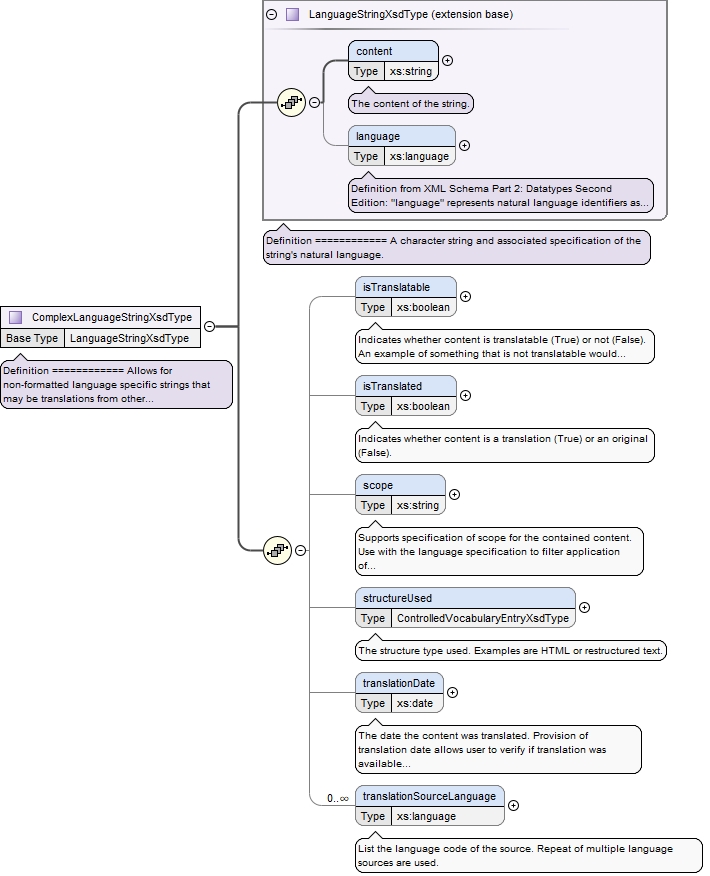 LanguageStringXsdType (extension base)
content
Type xs:string
The content of the string.
language
Type xs:language
Definition from XML Schema Part 2: Datatypes Second
Edition: "language" represents natural language identifiers as...
Definition ============ A character string and associated specification of the
string's natural language.
ComplexLanguageStringXsdType
Base Type LanguageStringXsdType
Definition ============ Allows for
non-formatted language specific strings that
may be translations from other...
isTranslatable
Type xs:boolean
Indicates whether content is translatable (True) or not (False).
An example of something that is not translatable would...
isTranslated
Type xs:boolean
Indicates whether content is a translation (True) or an original
(False).
scope
Type xs:string
Supports specification of scope for the contained content.
Use with the language specification to filter application
of...
structureUsed
Type ControlledVocabularyEntryXsdType
The structure type used. Examples are HTML or restructured text.
translationDate
Type xs:date
The date the content was translated. Provision of
translation date allows user to verify if translation was
available...
0..∞
translationSourceLanguage
Type xs:language
List the language code of the source. Repeat of multiple language
sources are used.